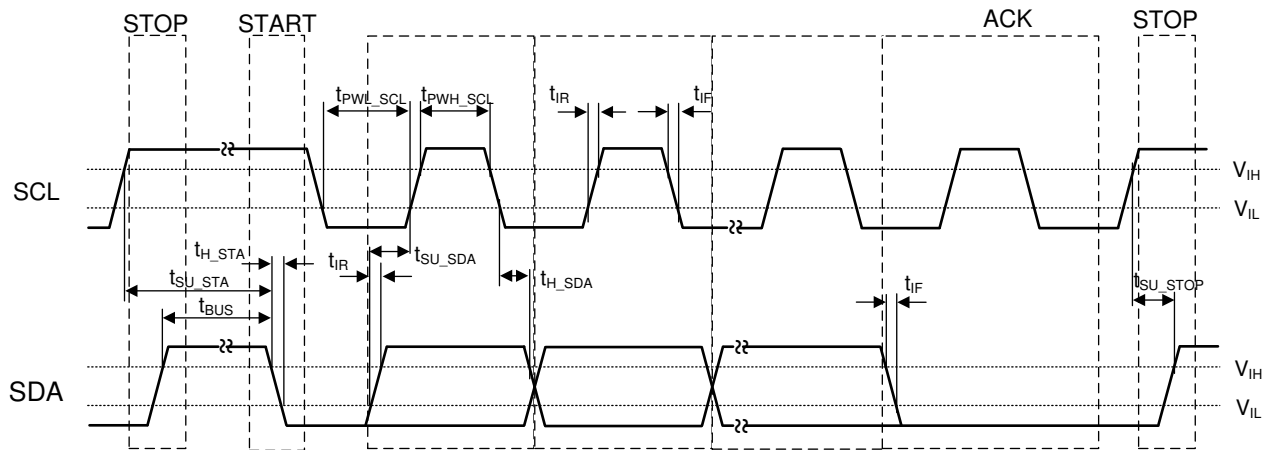 STOP START ACK STOP
tPWL_SCL tPWH_SCL tIR tIF
SCL
VIH
VIL
tH_STA tIR tSU_SDA
tSU_STA tH_SDA tIF tSU_STOP
tBUS
SDA
VIH
VIL